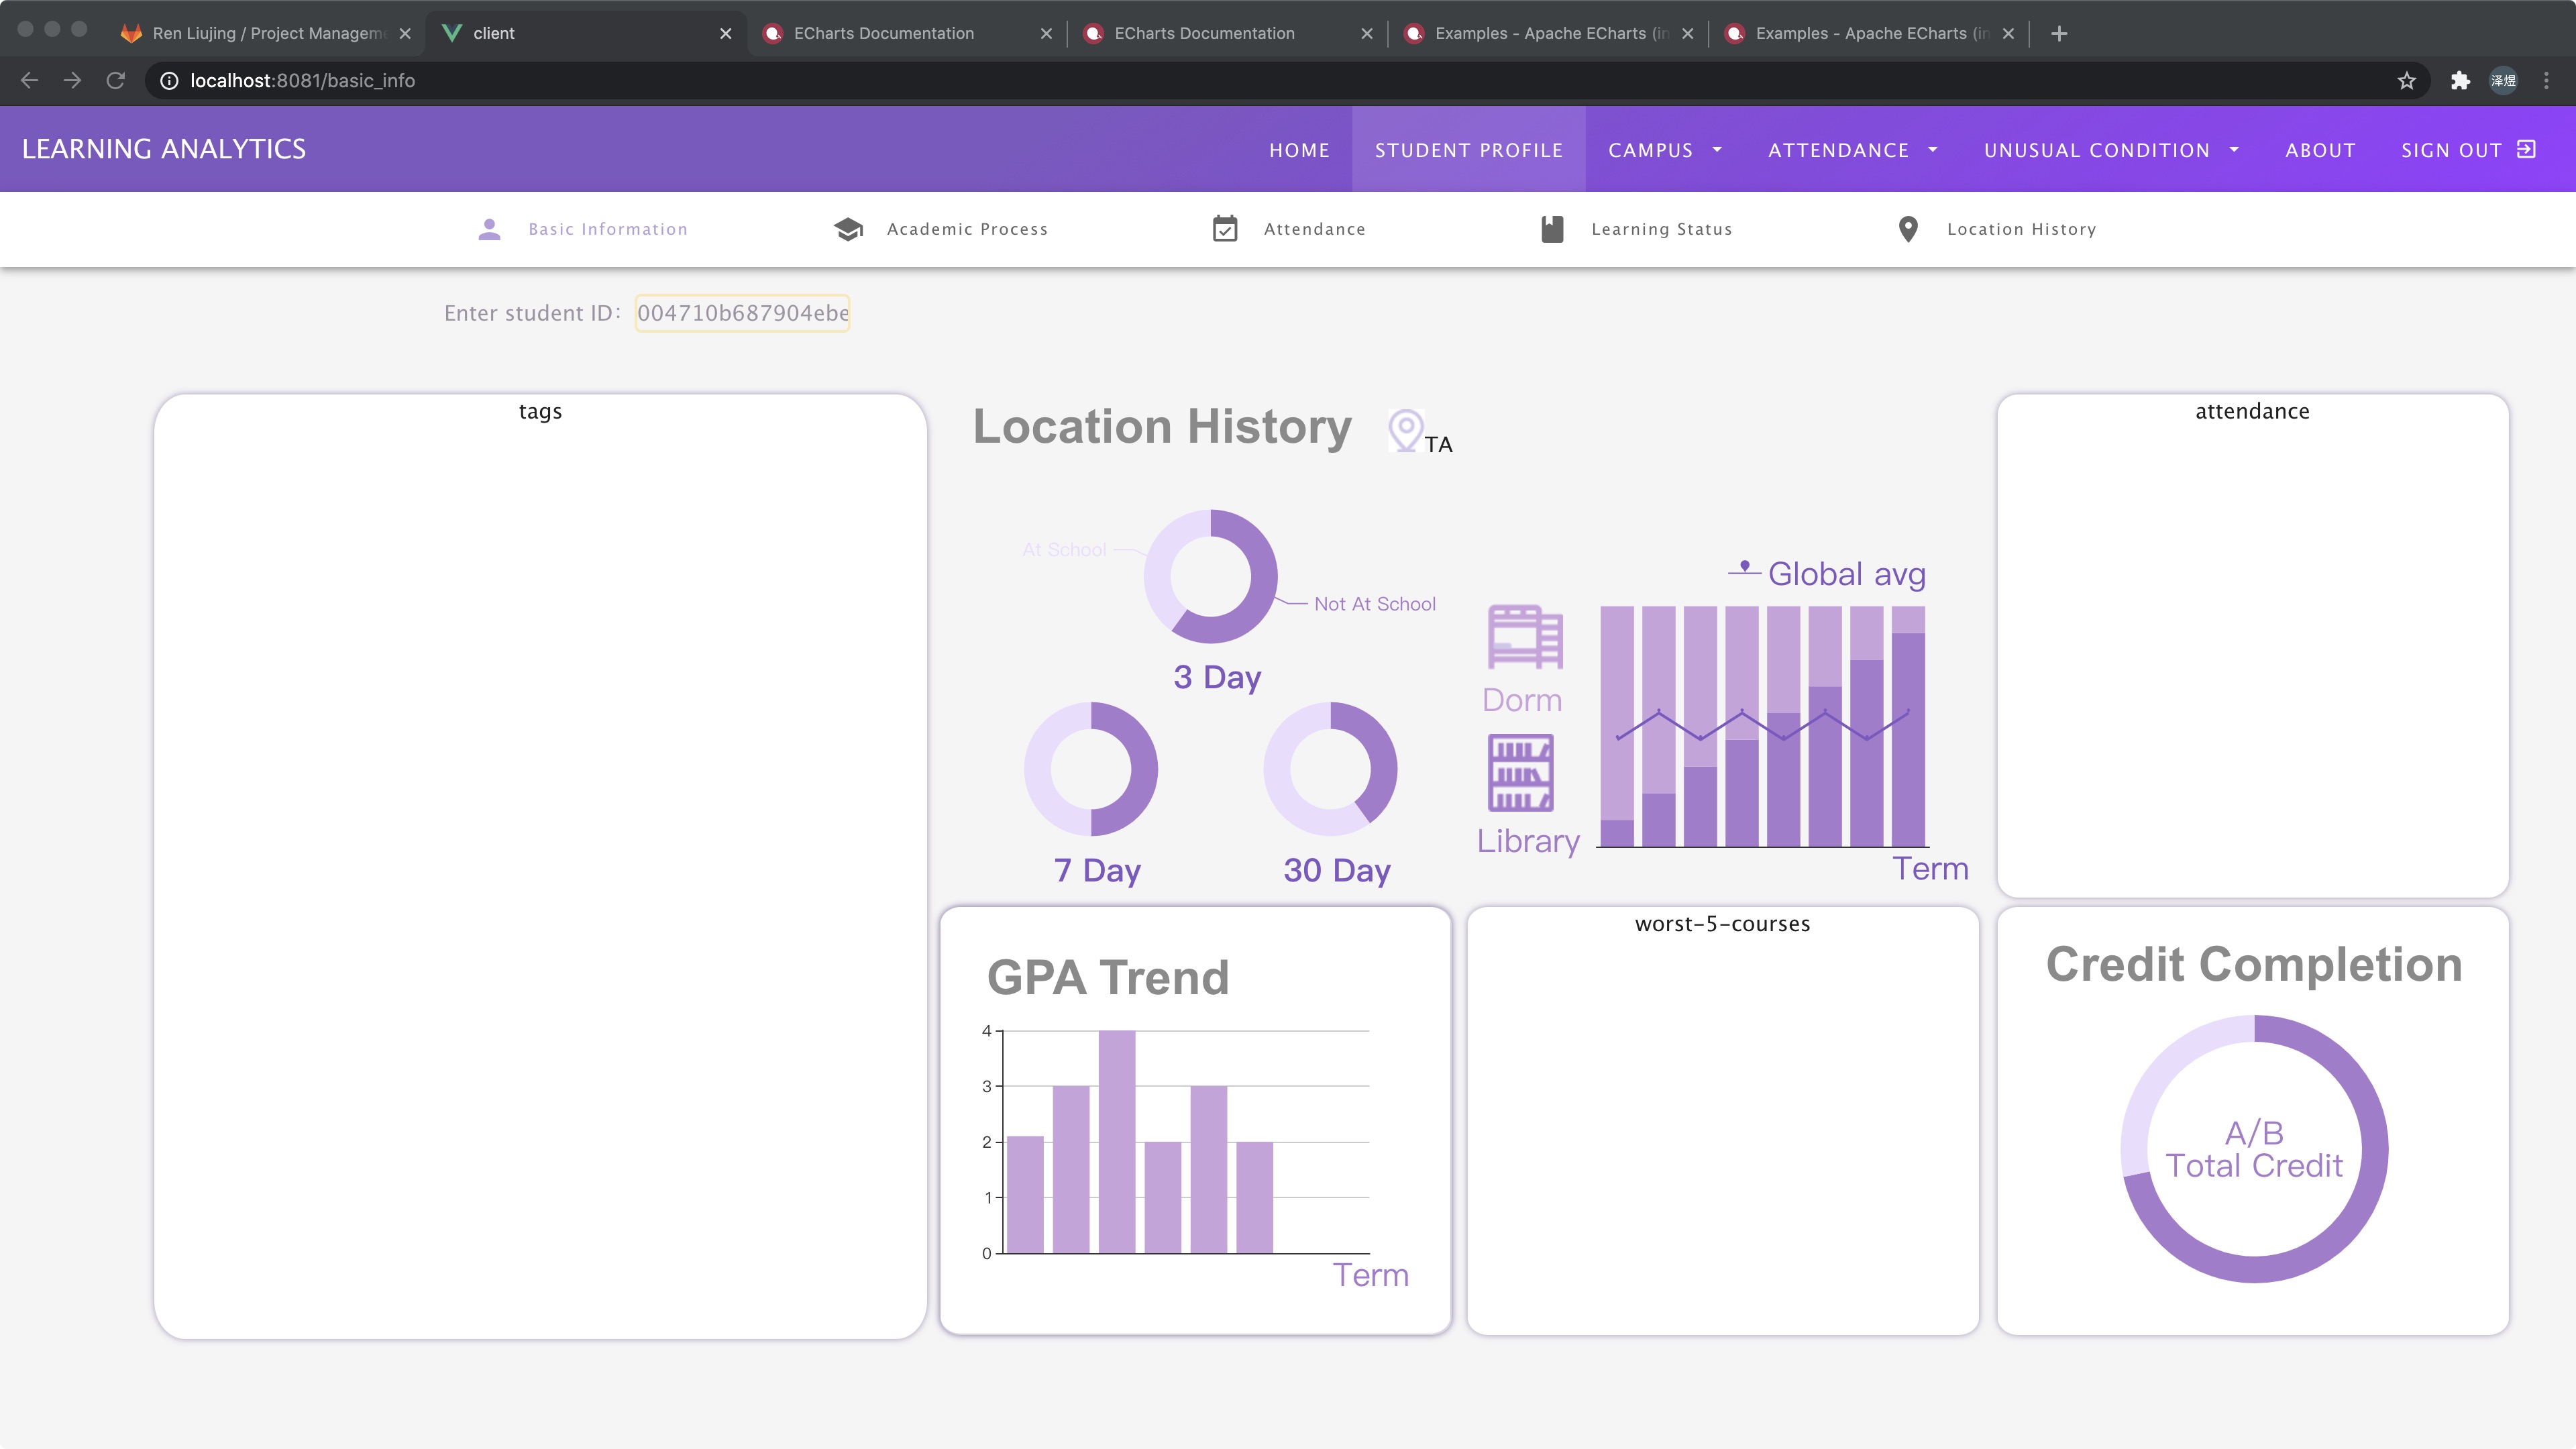 Ren Liujing / Project Managem
client
ECharts Documentation
ECharts Documentation
Examples - Apache ECharts (in
Examples - Apache ECharts (in
localhost:8081/basic_info
泽煜
LEARNING ANALYTICS
HOME
STUDENT PROFILE
CAMPUS
ATTENDANCE
UNUSUAL CONDITION
ABOUT
SIGN OUT
Basic Information
Academic Process
Attendance
Learning Status
Location History
Enter student ID:
004710b687904ebe
tags
Location History
TA
attendance
At School
Not At School
3 Day
7 Day
30 Day
Global avg
Dorm
Library
Term
GPA Trend
4
3
2
1
0
Term
worst-5-courses
Credit Completion
A/B
Total Credit